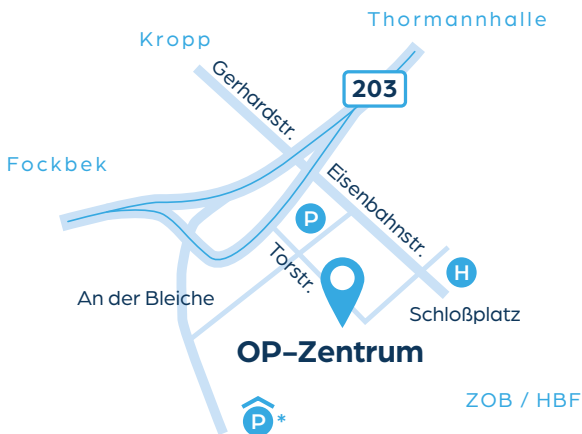 Thormannhalle
Kropp
Gerhardstr.
203
Fockbek
Eisenbahnstr.
P
Torstr.
H
An der Bleiche
Schloßplatz
OP-Zentrum
ZOB / HBF
P *